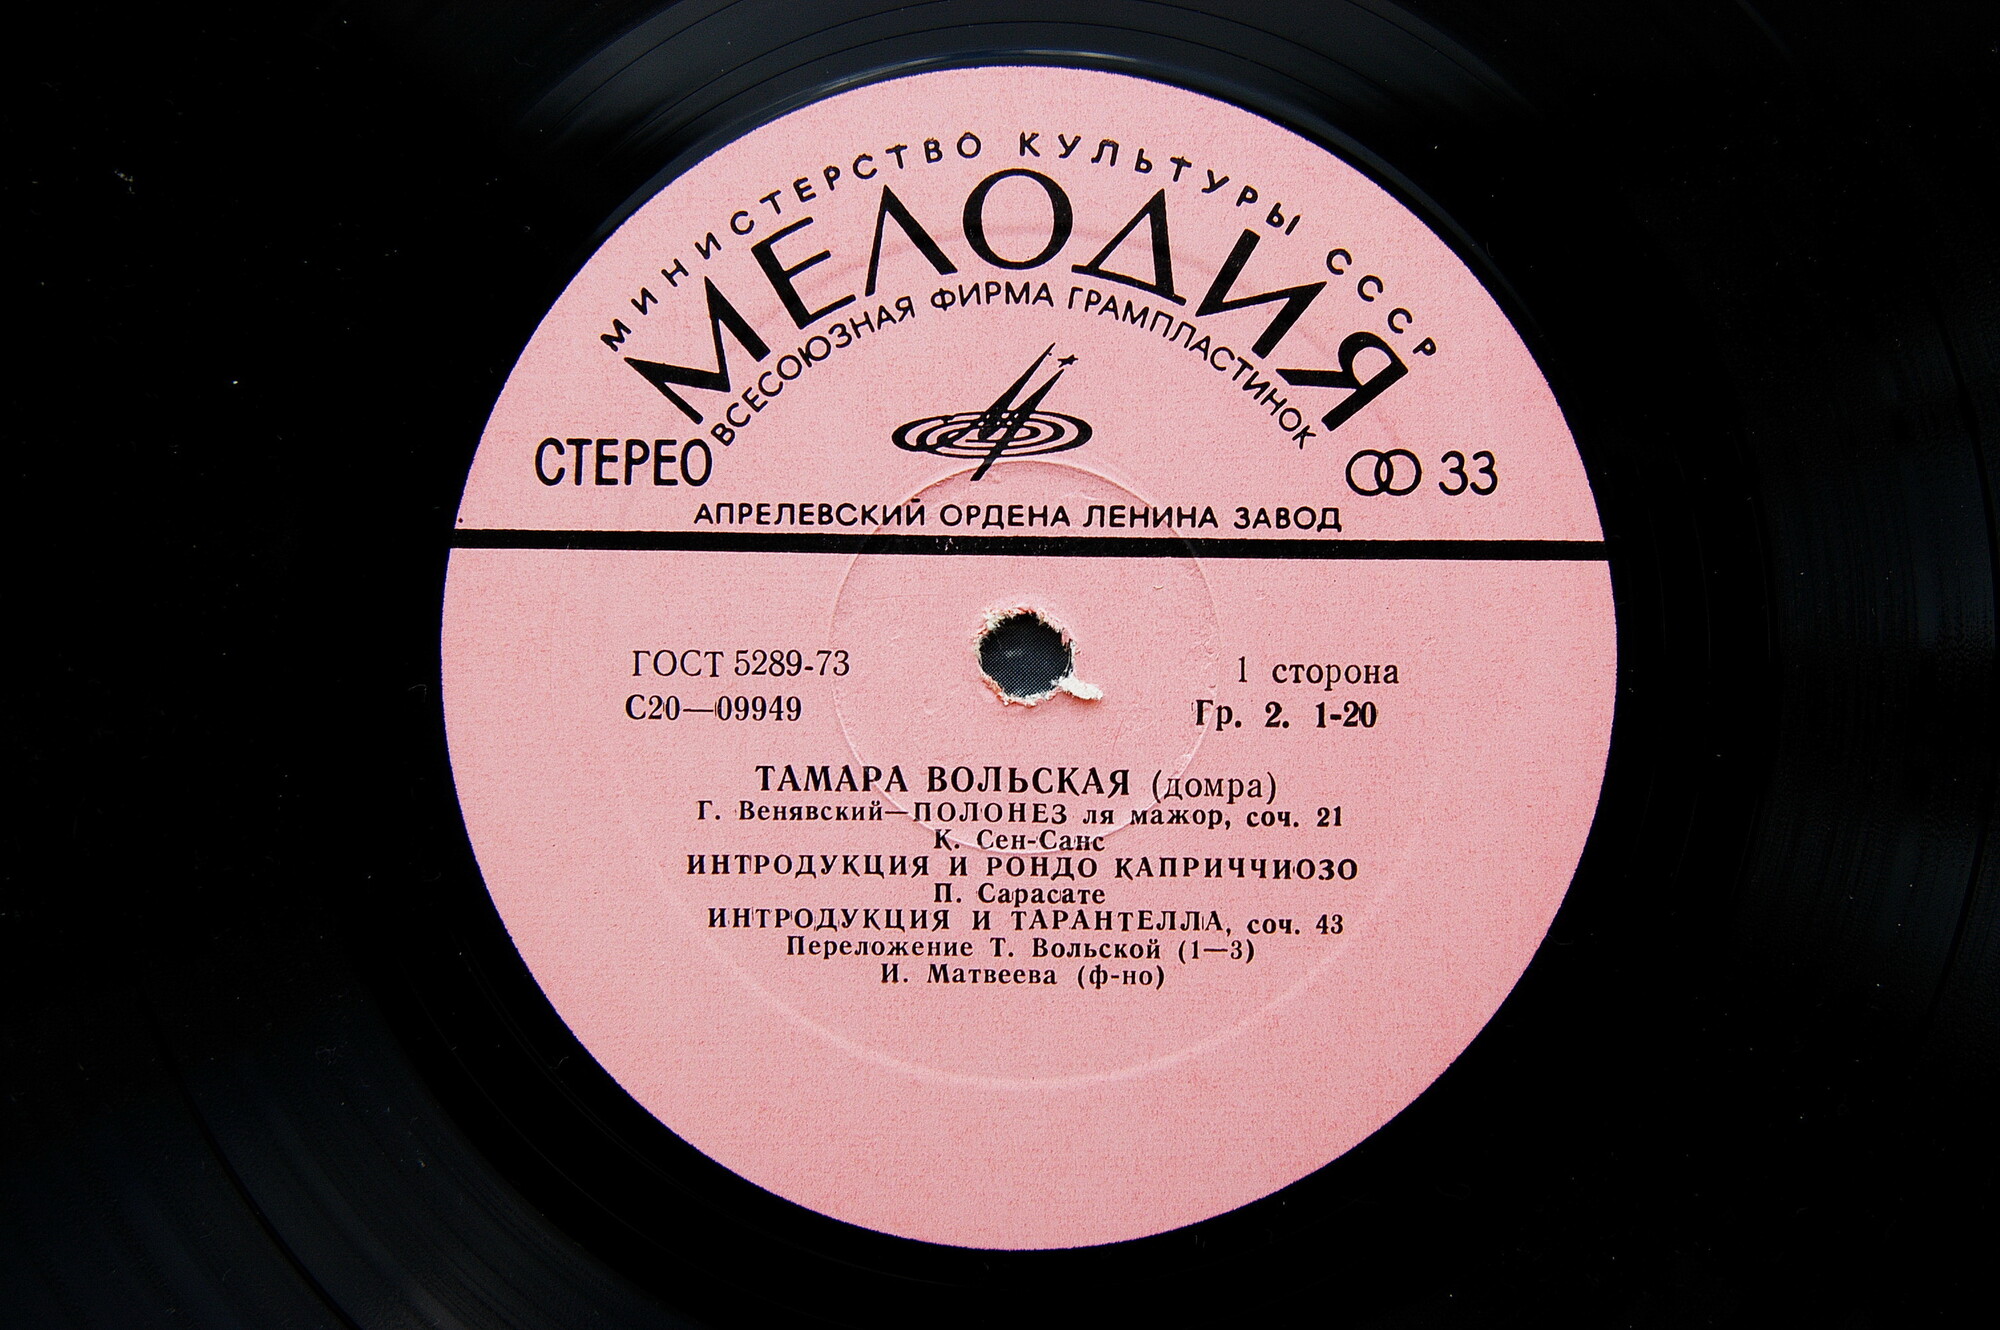 МИНИСТЕРСТВО КУЛЬТУРЫ СССР
МЕЛОДИЯ
ВСЕСОЮЗНАЯ ФИРМА ГРАМПЛАСТИНОК
СТЕРЕО
33
АПРЕЛЕВСКИЙ ОРДЕНА ЛЕНИНА ЗАВОД
ГОСТ 5289-73
1 сторона
С20—09949
Гр. 2. 1-20
ТАМАРА ВОЛЬСКАЯ (домра)
Г. Венявский—ПОЛОНЕЗ ля мажор, соч. 21
К. Сен-Санс
ИНТРОДУКЦИЯ И РОНДО КАПРИЧЧИОЗО
П. Сарасате
ИНТРОДУКЦИЯ И ТАРАНТЕЛЛА, соч. 43
Переложение Т. Вольской (1—3)
И. Матвеева (ф-но)